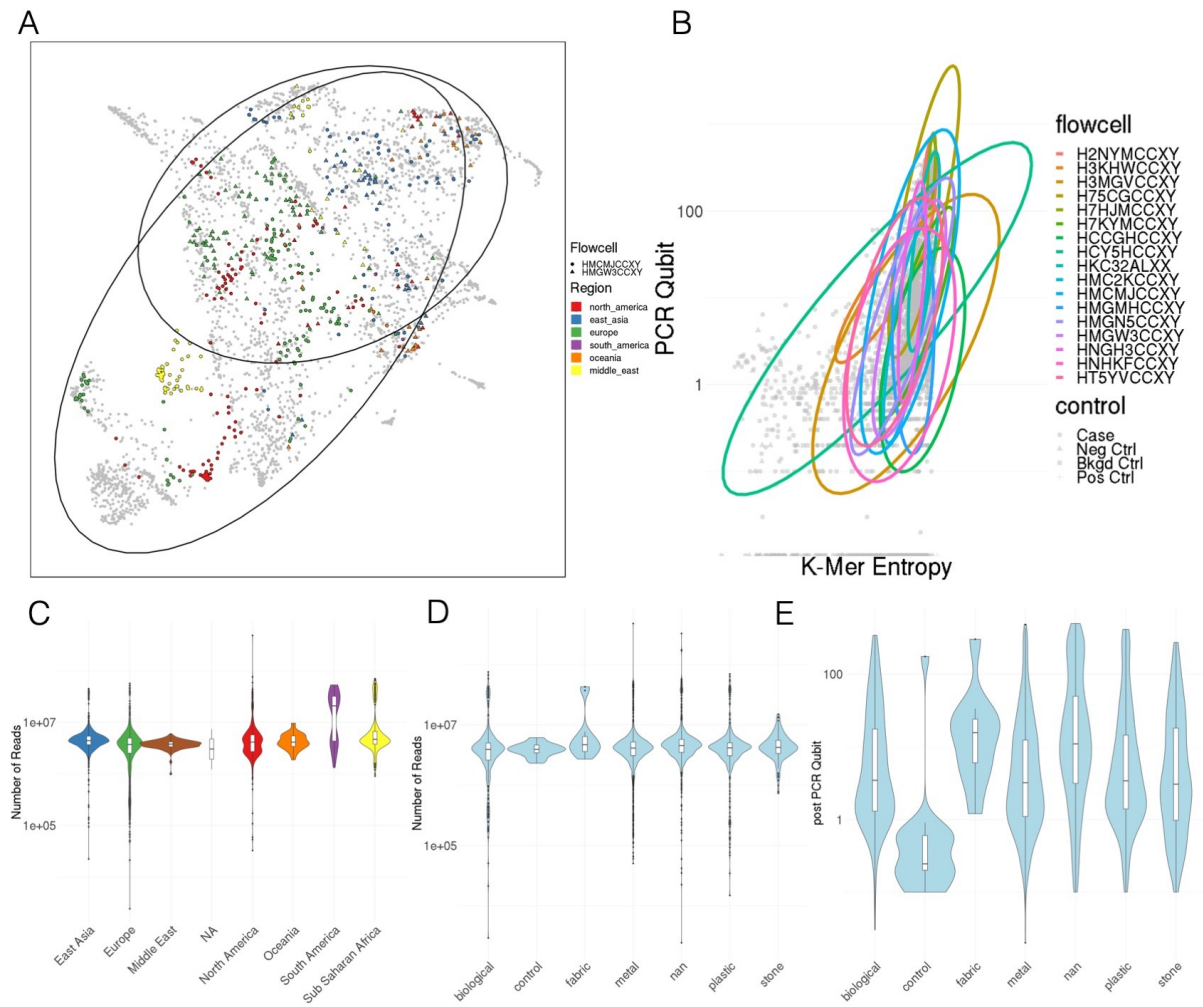 A
Flowcell
HMCMJCCXY
HMGW3CCXY
Region
north_america
east_asia
europe
south_america
oceania
middle_east
B
PCR Qubit
100
1
K-Mer Entropy
flowcell
H2NYMCCXY
H3KHWCCXY
H3MGVCCXY
H75CGCCXY
H7HJMCCXY
H7KYMCCXY
HCCGHCCXY
HCY5HCCXY
HKC32ALXX
HMC2KCCXY
HMCMJCCXY
HMGMHCCXY
HMGN5CCXY
HMGW3CCXY
HNGH3CCXY
HNHKFCCXY
HT5YVCCXY
control
Case
Neg Ctrl
Bkgd Ctrl
Pos Ctrl
C
Number of Reads
1e+07
1e+05
East Asia
Europe
Middle East
NA
North America
Oceania
South America
Sub Saharan Africa
D
Number of Reads
1e+07
1e+05
biological
control
fabric
metal
nan
plastic
stone
E
post PCR Qubit
100
1
biological
control
fabric
metal
nan
plastic
stone